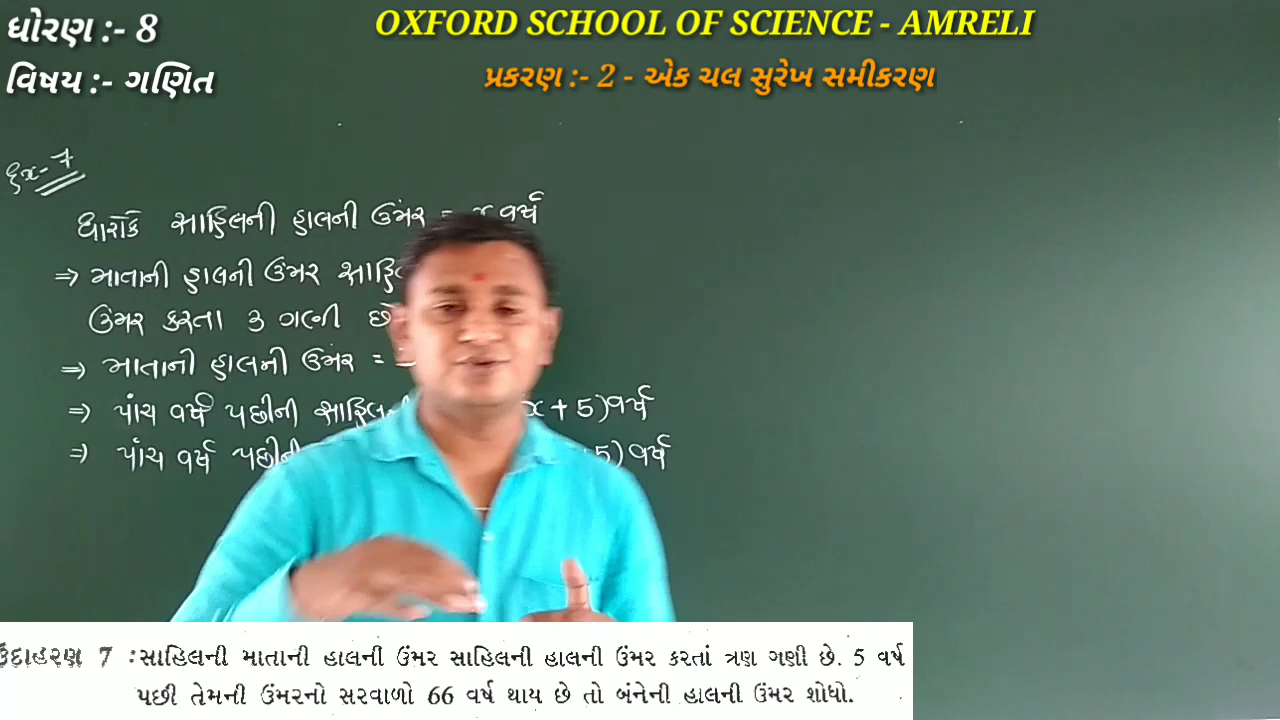 ધોરણ :- 8
OXFORD SCHOOL OF SCIENCE - AMRELI
વિષય :- ગણિત
પ્રકરણ :- 2 - એક ચલ સુરેખ સમીકરણ
Ex-7
ધારોકે સાહિલની હાલની ઉંમર = x વર્ષ
⇒ માતાની હાલની ઉંમર
ઉંમર કરતા 3 ગણી છે
⇒ માતાની હાલની ઉંમર =
⇒ પાંચ વર્ષ પછીની સાહિલની x + 5) વર્ષ
⇒ પાંચ વર્ષ પછીની 5) વર્ષ
ઉદાહરણ 7 : સાહિલની માતાની હાલની ઉંમર સાહિલની હાલની ઉંમર કરતાં ત્રણ ગણી છે. 5 વર્ષ
પછી તેમની ઉંમરનો સરવાળો 66 વર્ષ થાય છે તો બંનેની હાલની ઉંમર શોધો.